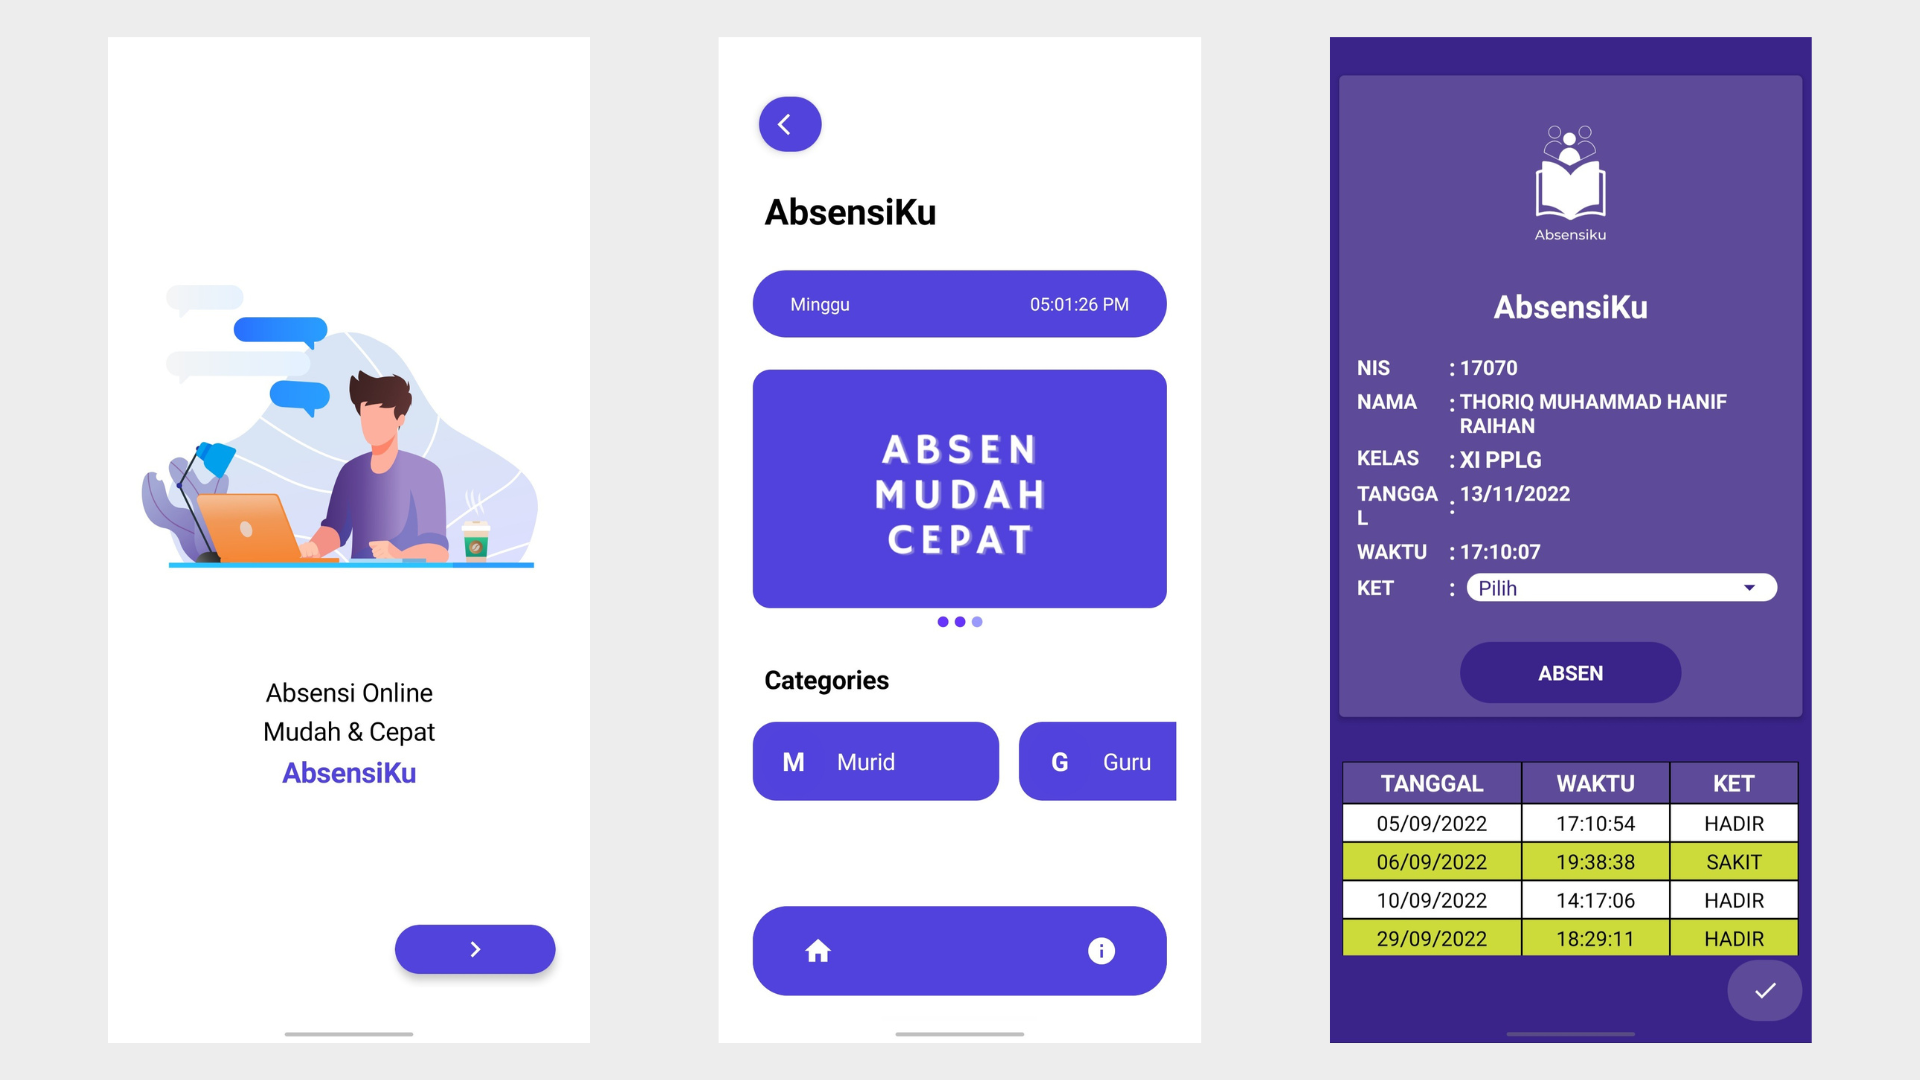 Absensi Online
Mudah & Cepat
AbsensiKu
AbsensiKu
Minggu 05:01:26 PM
ABSEN
MUDAH
CEPAT
Categories
M Murid G Guru
Absensiku
AbsensiKu
NIS : 17070
NAMA : THORIQ MUHAMMAD HANIF
RAIHAN
KELAS : XI PPLG
TANGGA : 13/11/2022
L
WAKTU : 17:10:07
KET : Pilih
ABSEN
TANGGAL WAKTU KET
05/09/2022 17:10:54 HADIR
06/09/2022 19:38:38 SAKIT
10/09/2022 14:17:06 HADIR
29/09/2022 18:29:11 HADIR